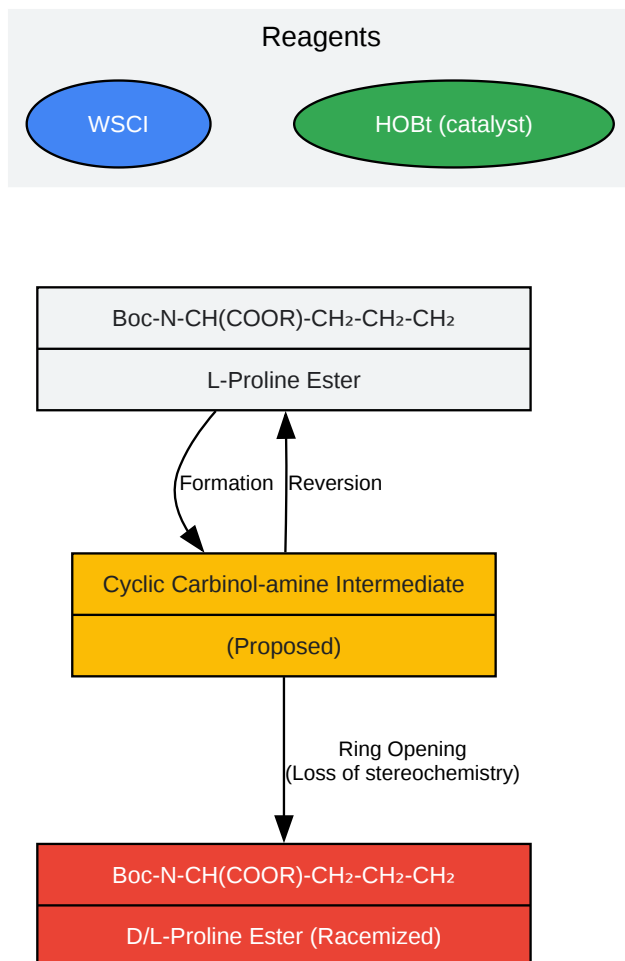 Reagents
WSCI
HOBt (catalyst)
Boc-N-CH(COOR)-CH₂-CH₂-CH₂
L-Proline Ester
Formation
Reversion
Cyclic Carbinol-amine Intermediate
(Proposed)
Ring Opening
(Loss of stereochemistry)
Boc-N-CH(COOR)-CH₂-CH₂-CH₂
D/L-Proline Ester (Racemized)